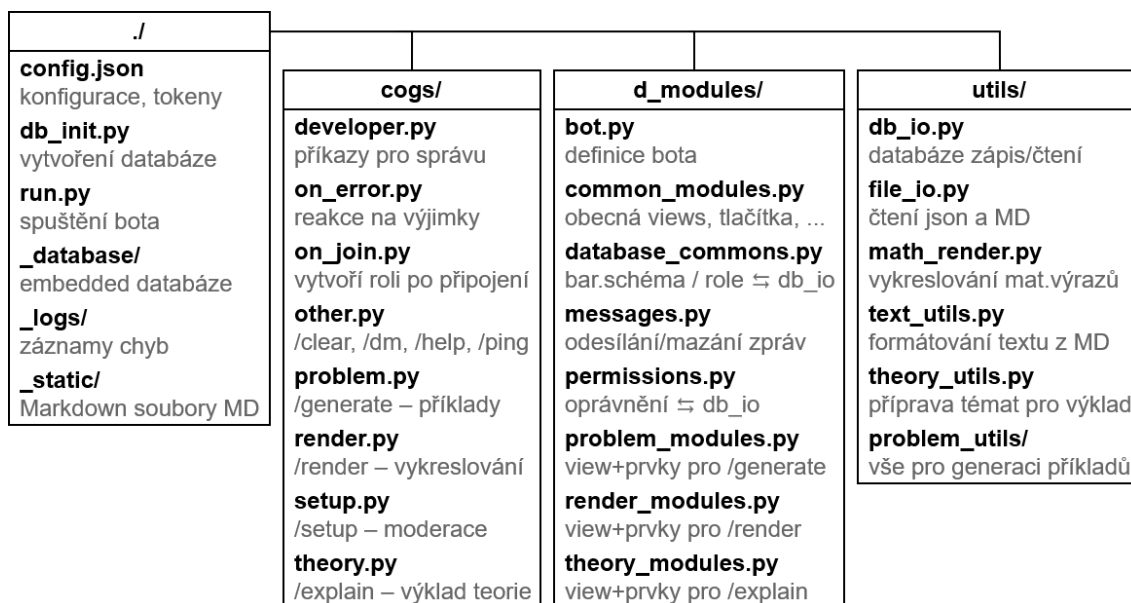 ./
config.json
konfigurace, tokeny
db_init.py
vytvoření databáze
run.py
spuštění bota
_database/
embedded databáze
_logs/
záznamy chyb
_static/
Markdown soubory MD
cogs/
developer.py
příkazy pro správu
on_error.py
reakce na výjimky
on_join.py
vytvoří roli po připojení
other.py
/clear, /dm, /help, /ping
problem.py
/generate – příklady
render.py
/render – vykreslování
setup.py
/setup – moderace
theory.py
/explain – výklad teorie
d_modules/
bot.py
definice bota
common_modules.py
obecná views, tlačítka, ...
database_commons.py
bar.schéma / role ⇆ db_io
messages.py
odesílání/mazání zpráv
permissions.py
oprávnění ⇆ db_io
problem_modules.py
view+prvky pro /generate
render_modules.py
view+prvky pro /render
theory_modules.py
view+prvky pro /explain
utils/
db_io.py
databáze zápis/čtení
file_io.py
čtení json a MD
math_render.py
vykreslování mat.výrazů
text_utils.py
formátování textu z MD
theory_utils.py
příprava témat pro výklad
problem_utils/
vše pro generaci příkladů